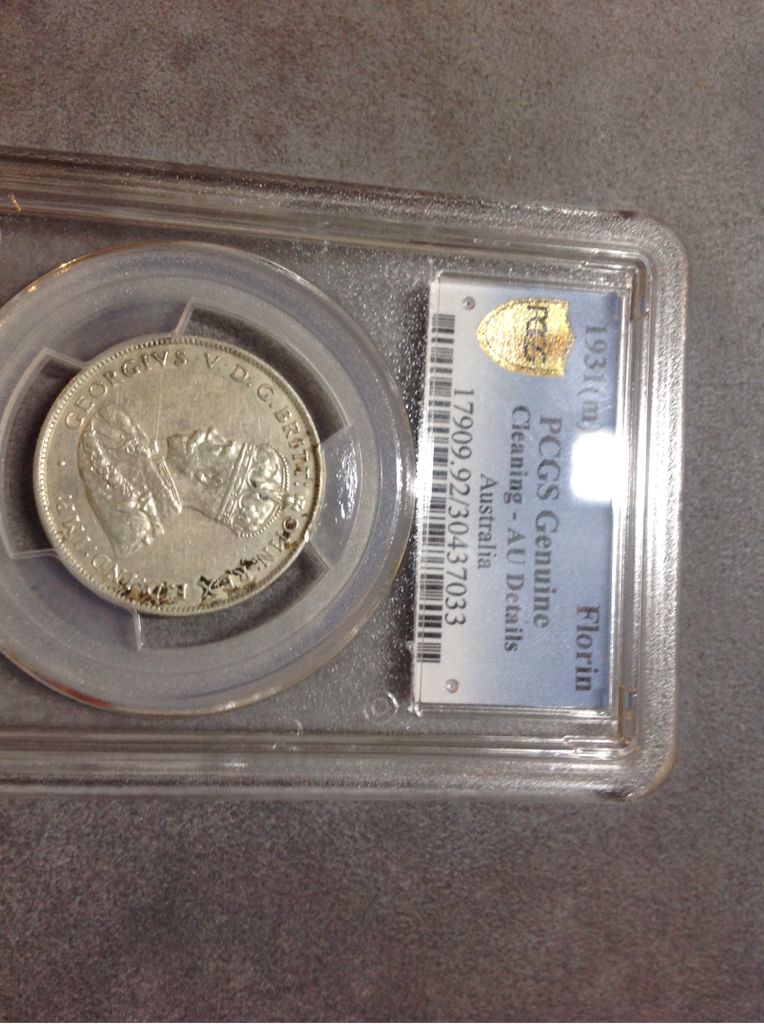 1931(m) Florin
PCGS Genuine
Cleaning - AU Details
Australia
17909.92/30437033
PCGS
GEORGIVS V D.G. BRITT: OMN: REX F.D. IND: IMP.